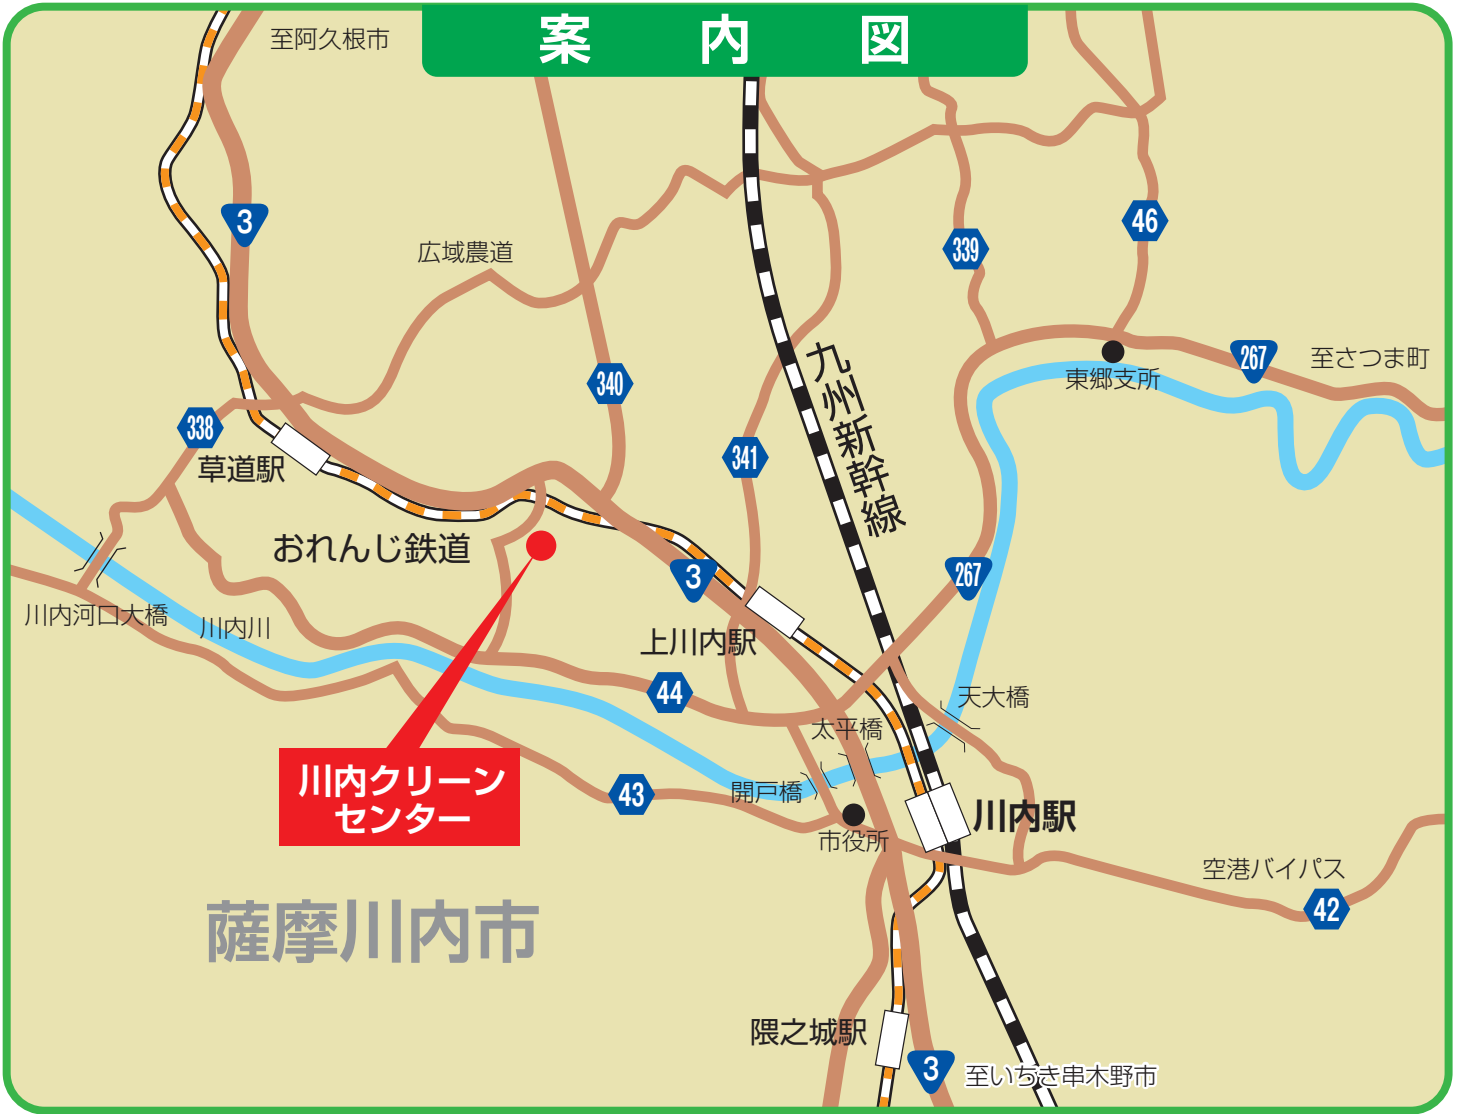 案内図
至阿久根市
3
広域農道
46
339
340
267
至さつま町
東郷支所
338
草道駅
341
九州新幹線
おれんじ鉄道
3
267
川内河口大橋
川内川
上川内駅
44
天大橋
太平橋
開戸橋
43
川内クリーン
センター
市役所
川内駅
空港バイパス
42
薩摩川内市
隈之城駅
3
至いちき串木野市